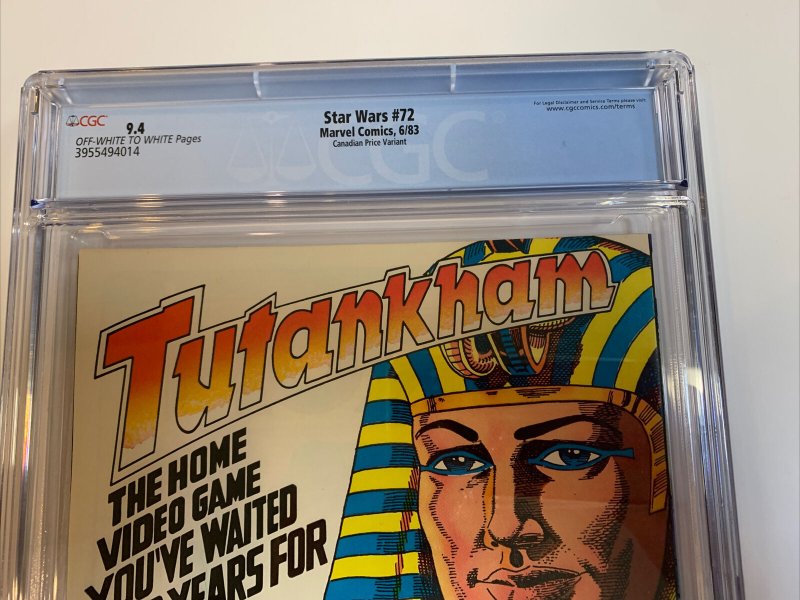 CGC
9.4
OFF-WHITE TO WHITE Pages
3955494014
Star Wars #72
Marvel Comics, 6/83
Canadian Price Variant
For Legal Disclaimer and Service Terms please visit
www.cgccomics.com/terms
CGC
Tutankham
THE HOME
VIDEO GAME
YOU'VE WAITED
YEARS FOR